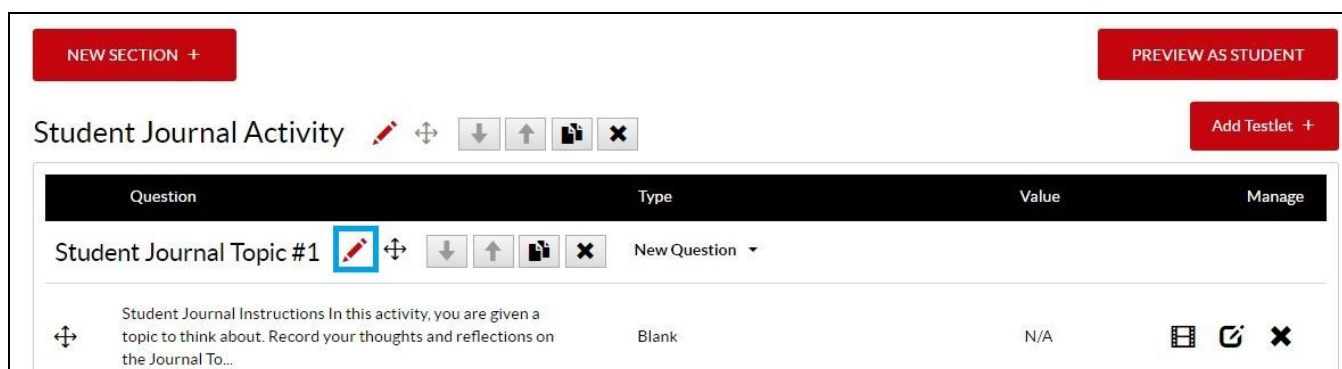 NEW SECTION +
PREVIEW AS STUDENT
Student Journal Activity
Add Testlet +
Question Type Value Manage
Student Journal Topic #1 New Question
Student Journal Instructions In this activity, you are given a
topic to think about. Record your thoughts and reflections on
the Journal To...
Blank
N/A